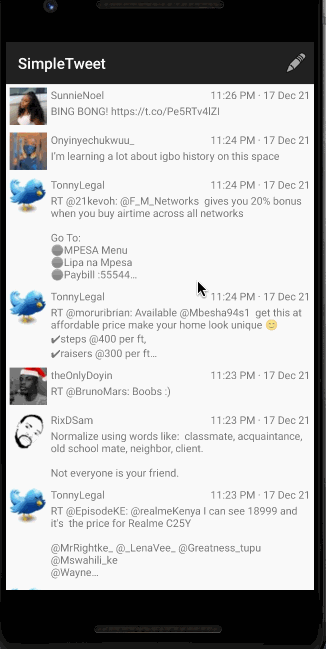 SimpleTweet
SunnieNoel 11:26 PM · 17 Dec 21
BING BONG! https://t.co/Pe5RTv4lZI
Onyinyechukwuu_ 11:24 PM · 17 Dec 21
I'm learning a lot about igbo history on this space
TonnyLegal 11:24 PM · 17 Dec 21
RT @21kevoh: @F_M_Networks gives you 20% bonus
when you buy airtime across all networks
Go To:
MPESA Menu
Lipa na Mpesa
Paybill :55544…
TonnyLegal 11:24 PM · 17 Dec 21
RT @moruribrian: Available @Mbesha94s1 get this at
affordable price make your home look unique 😊
✔steps @400 per ft,
✔raisers @300 per ft…
theOnlyDoyin 11:23 PM · 17 Dec 21
RT @BrunoMars: Boobs :)
RixDSam 11:23 PM · 17 Dec 21
Normalize using words like: classmate, acquaintance,
old school mate, neighbor, client.
Not everyone is your friend.
TonnyLegal 11:23 PM · 17 Dec 21
RT @EpisodeKE: @realmeKenya I can see 18999 and
it's the price for Realme C25Y
@MrRightke_ @_LenaVee_ @Greatness_tupu
@Mswahili_ke
@Wayne…